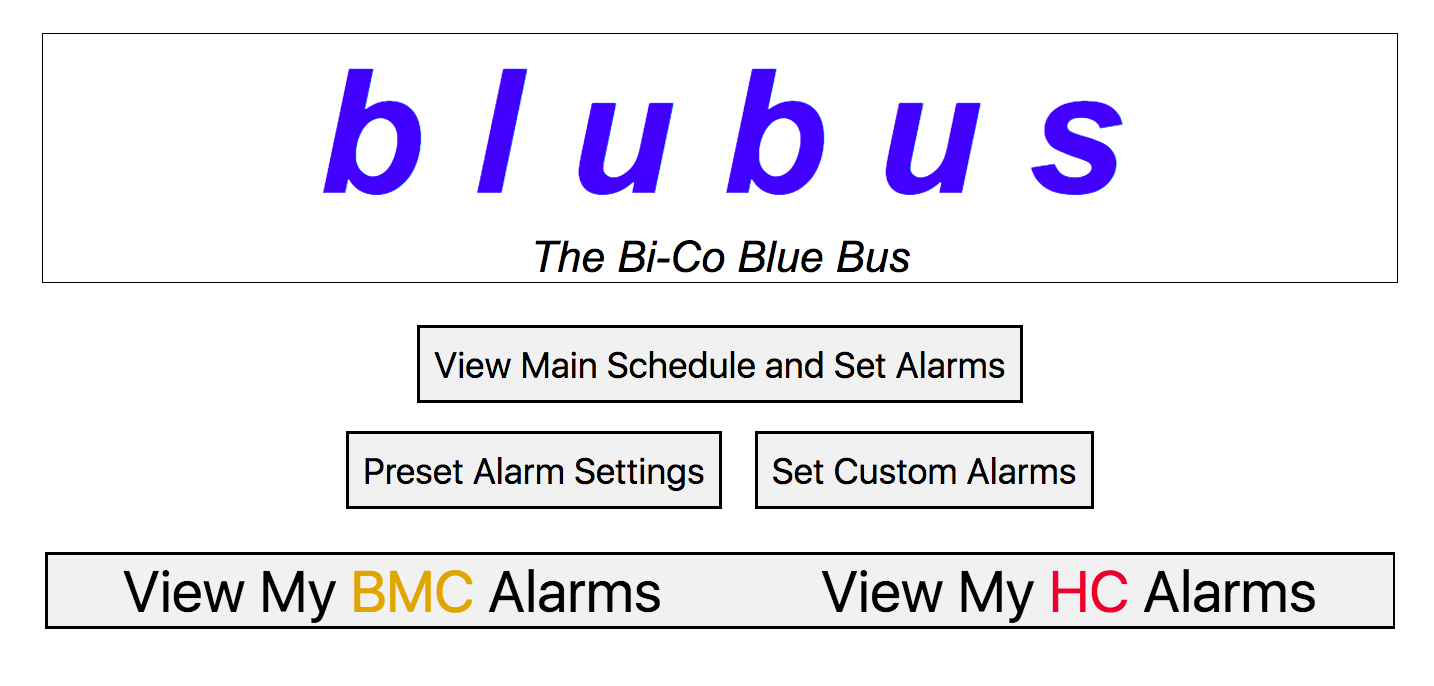 blubus
The Bi-Co Blue Bus
View Main Schedule and Set Alarms
Preset Alarm Settings
Set Custom Alarms
View My BMC Alarms
View My HC Alarms